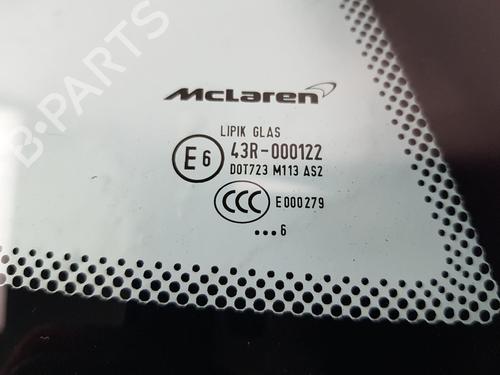 McLaren
LIPIK GLAS
E6 43R-000122
DOT723 M113 AS2
CCC E000279
...6
B-PARTS